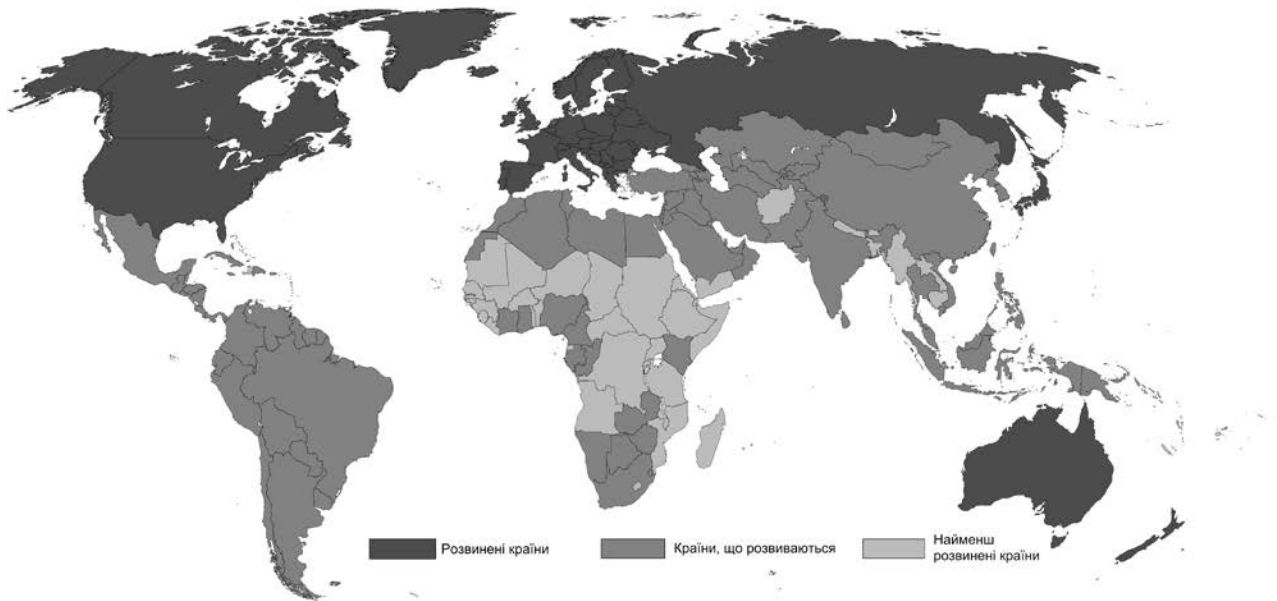 Розвинені країни
Країни, що розвиваються
Найменш
розвинені країни